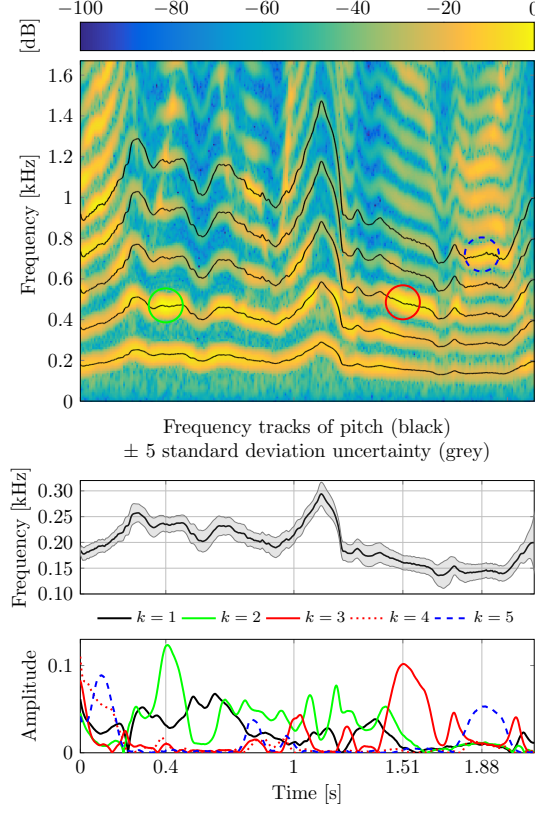 −100 −80 −60 −40 −20 0
[dB]
1.6
1.4
1.2
1
0.8
0.6
0.4
0.2
0
Frequency [kHz]
Frequency tracks of pitch (black)
± 5 standard deviation uncertainty (grey)
0.30
0.25
0.20
0.15
0.10
Frequency [kHz]
k = 1 k = 2 k = 3 k = 4 k = 5
0.1
0
Amplitude
0 0.4 1 1.51 1.88
Time [s]